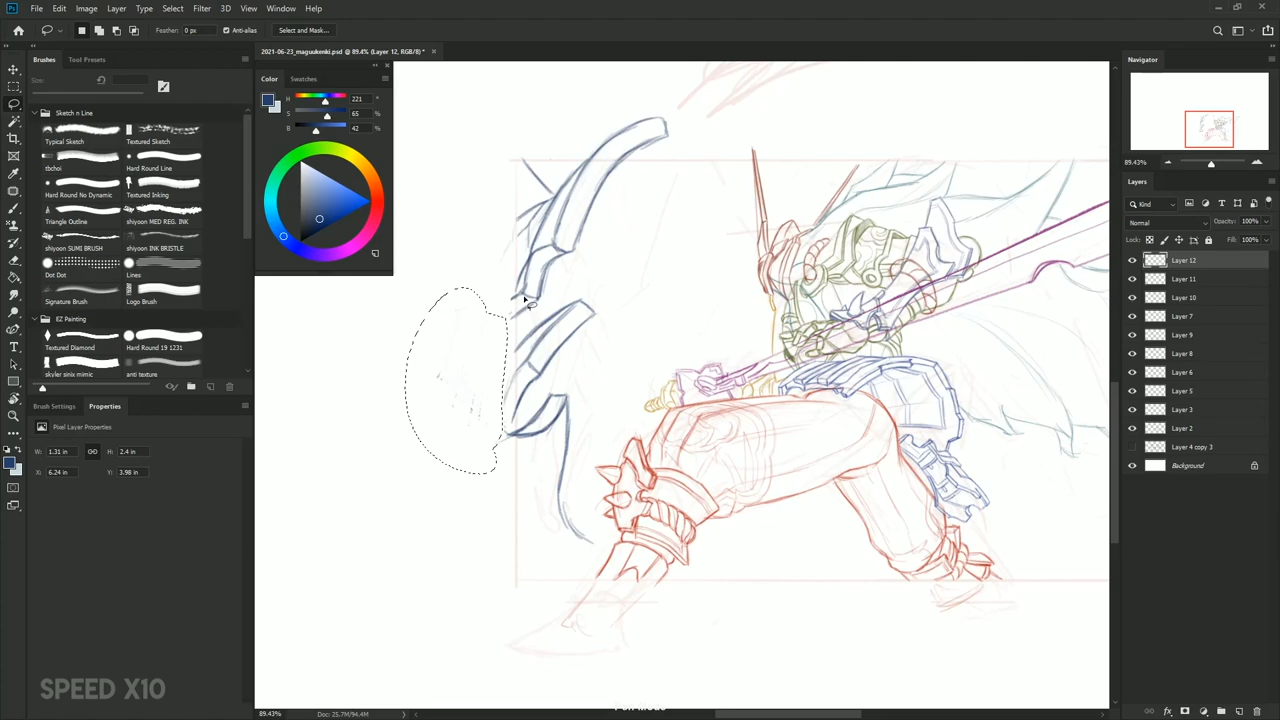 Ps File Edit Image Layer Type Select Filter 3D View Window Help
Feather: 0 px Anti-alias Select and Mask...
2021-06-23_maguukenki.psd @ 89.4% (Layer 12, RGB/8) *
Brushes Tool Presets
Size:
Sketch n Line
Typical Sketch Textured Sketch
tbchoi Hard Round Line
Hard Round No Dynamic Textured Inking
Triangle Outline shiyoon MED REG. INK
shiyoon SUMI BRUSH shiyoon INK BRISTLE
Dot Dot Lines
Signature Brush Logo Brush
EZ Painting
Textured Diamond Hard Round 19 1231
skyler sinix mimic anti texture
Brush Settings Properties
Pixel Layer Properties
W: 1.31 in H: 2.4 in
X: 6.24 in Y: 3.98 in
SPEED X10
Color Swatches
H 221 °
S 65 %
B 42 %
89.43% Doc: 25.7M/94.4M
Navigator
89.43%
Layers
Kind
Normal Opacity: 100%
Lock: Fill: 100%
Layer 12
Layer 11
Layer 10
Layer 7
Layer 9
Layer 8
Layer 6
Layer 5
Layer 3
Layer 2
Layer 4 copy 3
Background